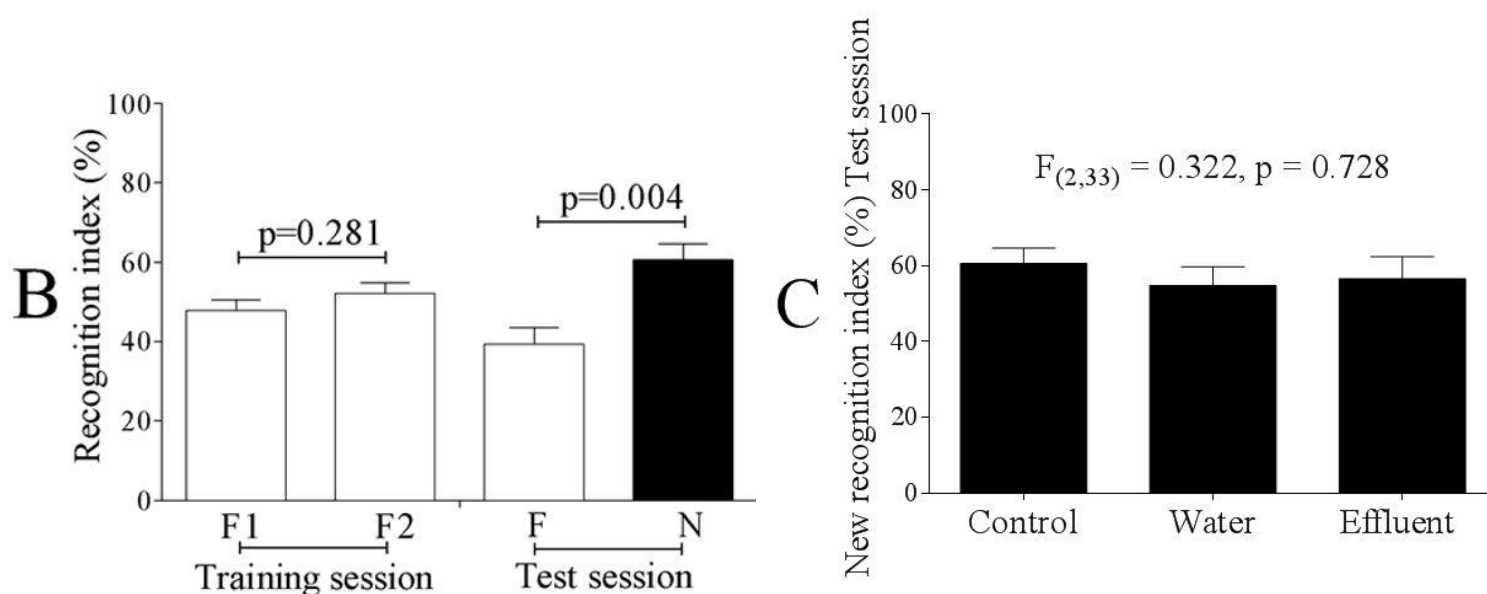 B
Recognition index (%)
100
80
60
40
20
0
p=0.281
p=0.004
F1
F2
F
N
Training session
Test session
C
New recognition index (%) Test session
100
80
60
40
20
0
F(2,33) = 0.322, p = 0.728
Control
Water
Effluent